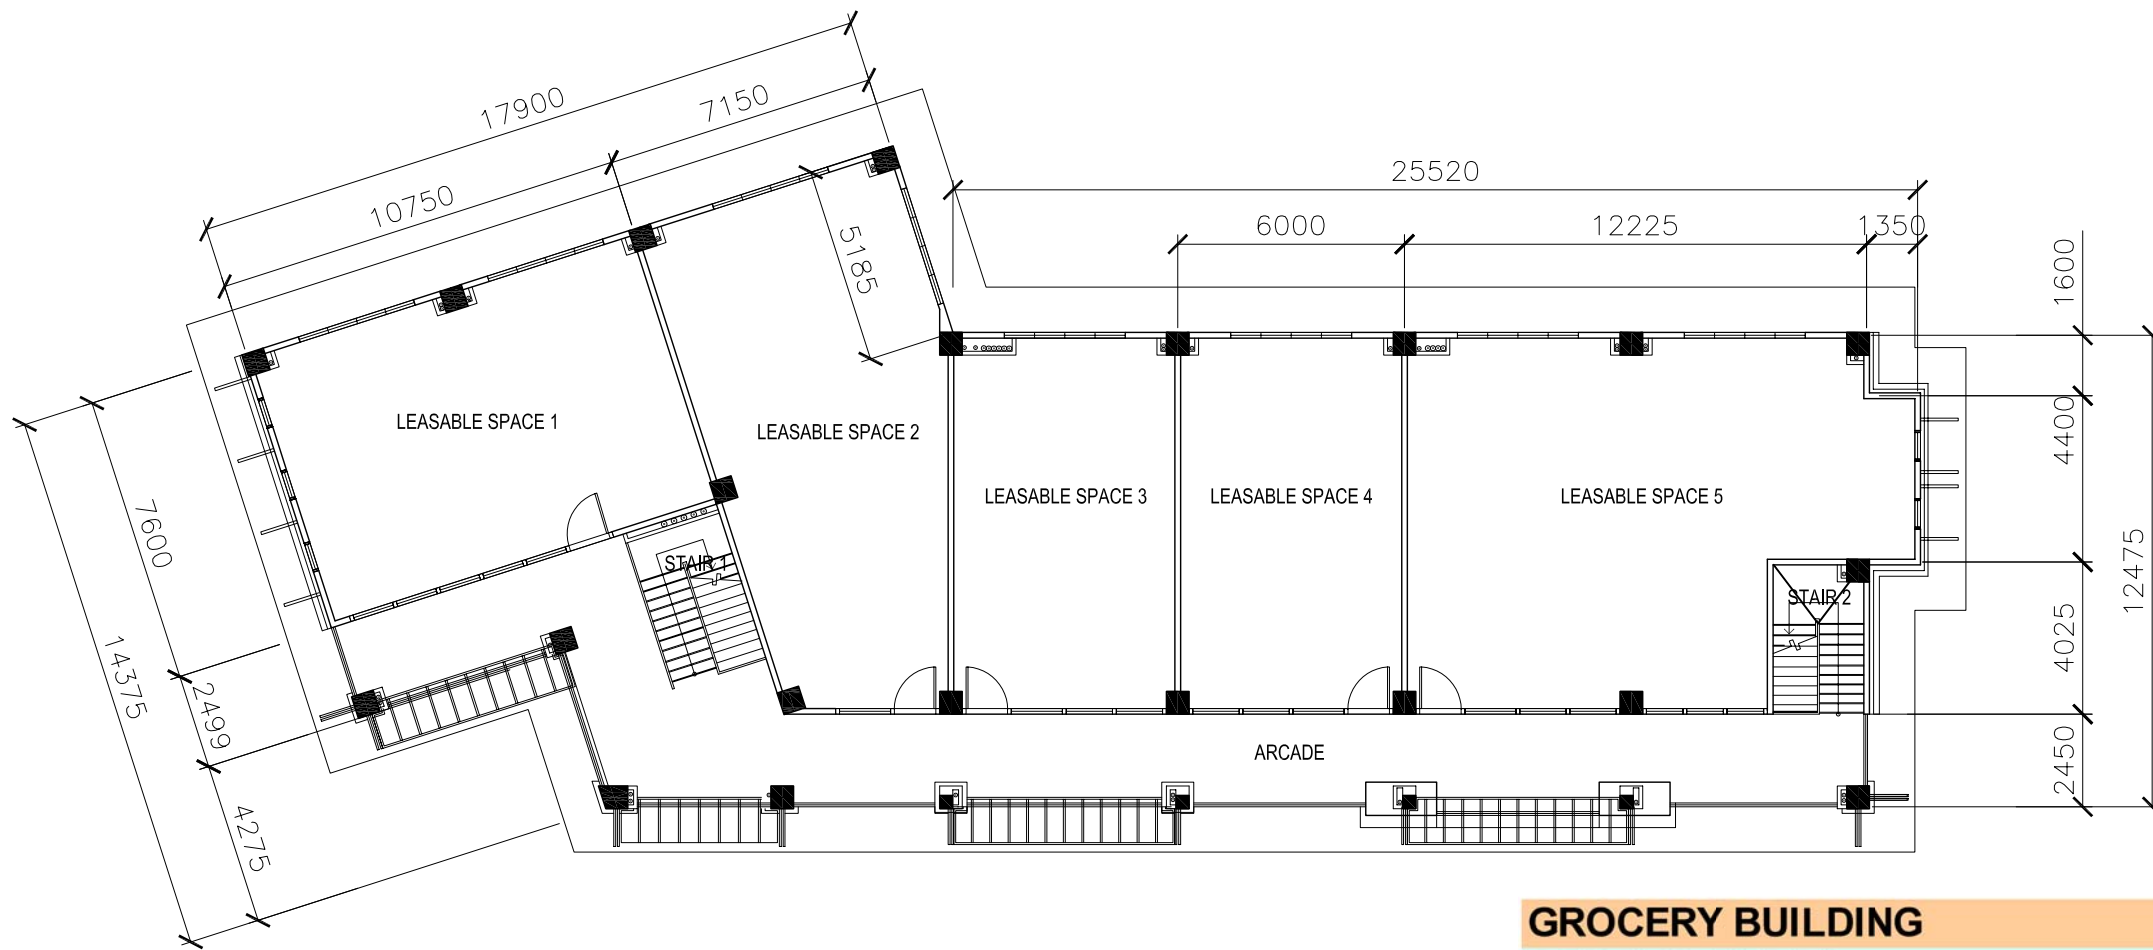 17900
7150
10750
5185
25520
6000
12225
1350
1600
4400
12475
4025
2450
7600
14375
2499
4275
LEASABLE SPACE 1
LEASABLE SPACE 2
LEASABLE SPACE 3
LEASABLE SPACE 4
LEASABLE SPACE 5
STAIR 1
STAIR 2
ARCADE
GROCERY BUILDING